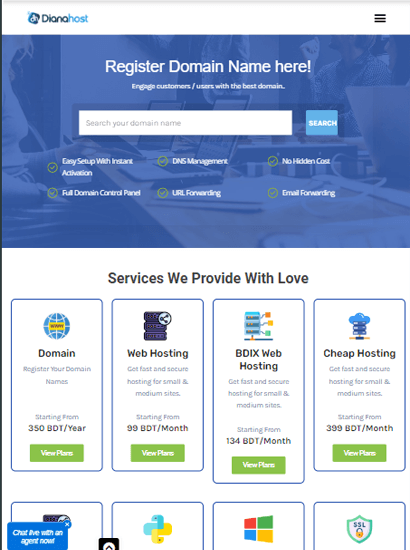 Dianahost
Register Domain Name here!
Engage customers / users with the best domain..
Search your domain name
SEARCH
Easy Setup With Instant
Activation
DNS Management
No Hidden Cost
Full Domain Control Panel
URL Forwarding
Email Forwarding
Services We Provide With Love
WWW
Domain
Register Your Domain
Names
Starting From
350 BDT/Year
View Plans
Web Hosting
Get fast and secure
hosting for small &
medium sites.
Starting From
99 BDT/Month
View Plans
BDIX Web
Hosting
Get fast and secure
hosting for small &
medium sites.
Starting From
134 BDT/Month
View Plans
Cheap Hosting
Get fast and secure
hosting for small &
medium sites.
Starting From
399 BDT/Month
View Plans
SSL
Chat live with an
agent now!